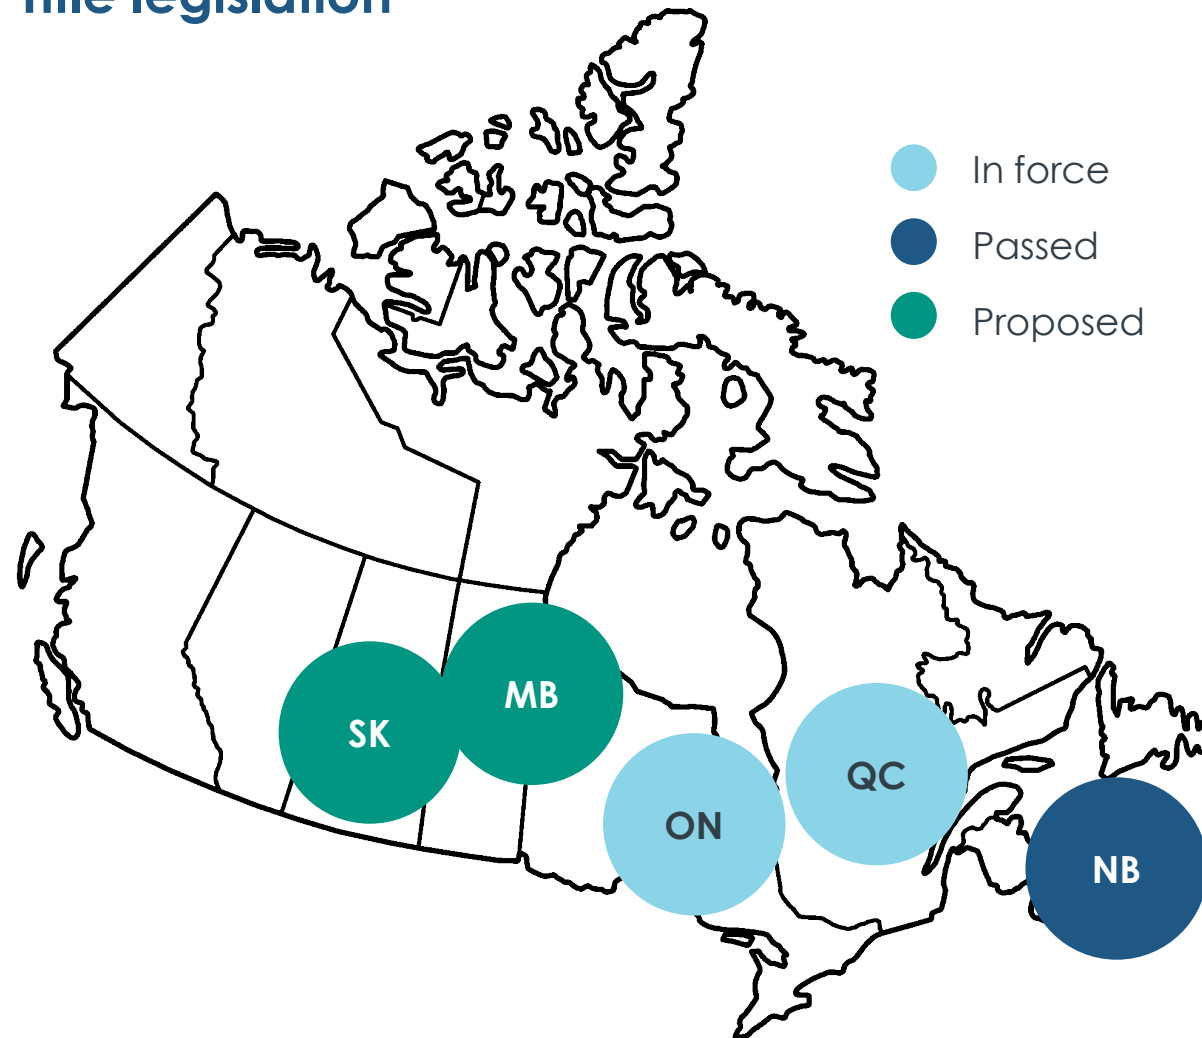 Title legislation
In force
Passed
Proposed
MB
SK
QC
ON
NB